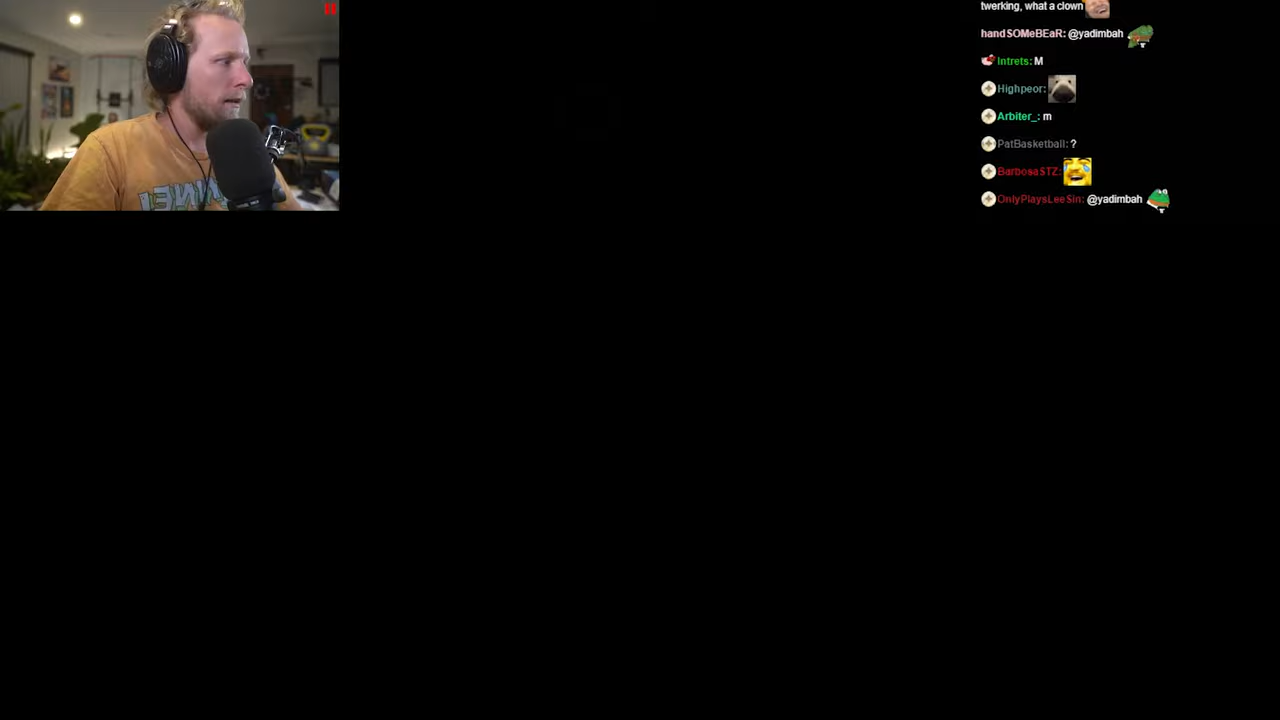 twerking, what a clown
handSOMeBEaR: @yadimbah
Intrets: M
Highpeor:
Arbiter_: m
PatBasketball: ?
BarbosaSTZ:
OnlyPlaysLeeSin: @yadimbah